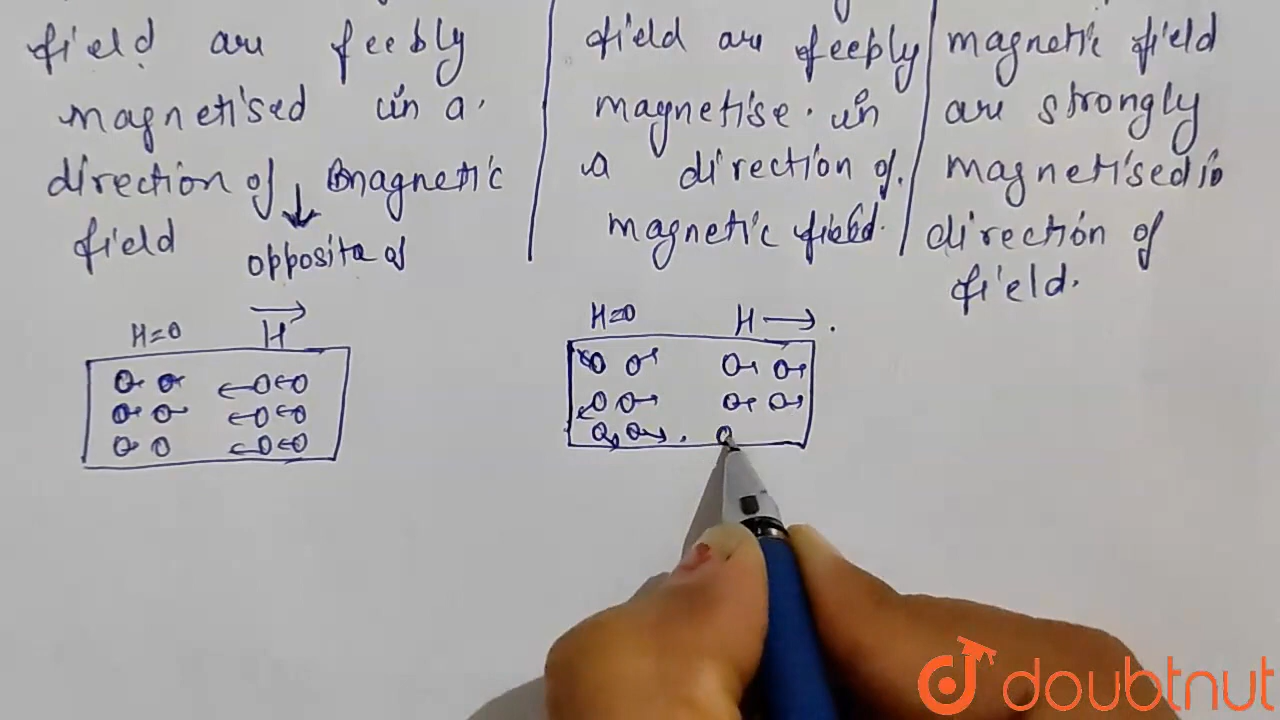 field are feebly
magnetised in a
direction of magnetic
field
opposite of
H=0 H
field are feebly
magnetise in
a direction of
magnetic field.
H=0 H
magnetic field
are strongly
magnetised in
direction of
field.
doubtnut